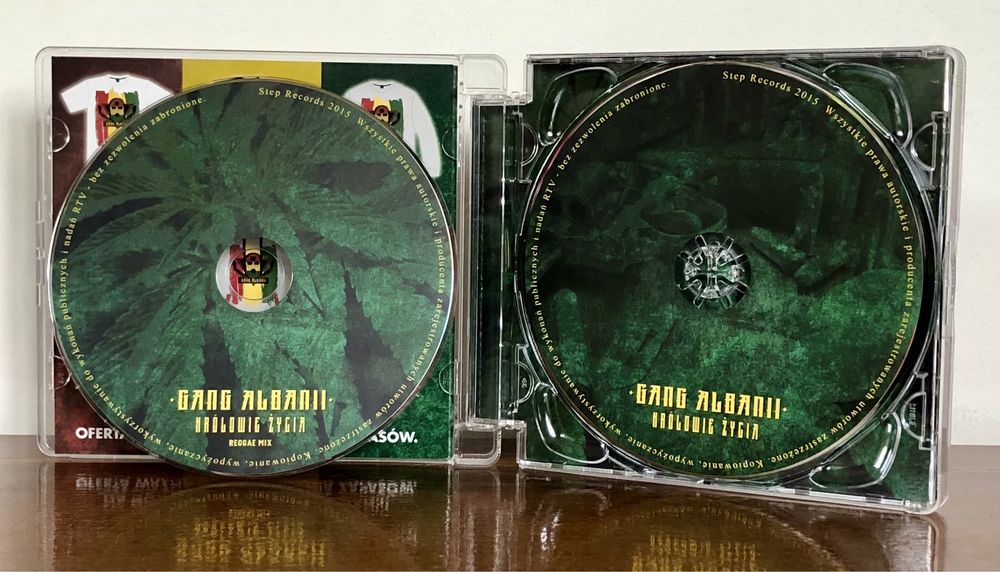 Step Records 2015 Wszystkie prawa autorskie i producenta zarejestrowanych utworów zastrzeżone. Kopiowanie, wypożyczanie, wykorzystywanie do wykonań publicznych i nadań RTV - bez zezwolenia zabronione.
·GANG ALBANII·
KRÓLOWIE ŻYCIA
REGGAE MIX
OFERTA
ASÓW.
Step Records 2015 Wszystkie prawa autorskie i producenta zarejestrowanych utworów zastrzeżone. Kopiowanie, wypożyczanie, wykorzystywanie do wykonań publicznych i nadań RTV - bez zezwolenia zabronione.
·GANG ALBANII·
KRÓLOWIE ŻYCIA